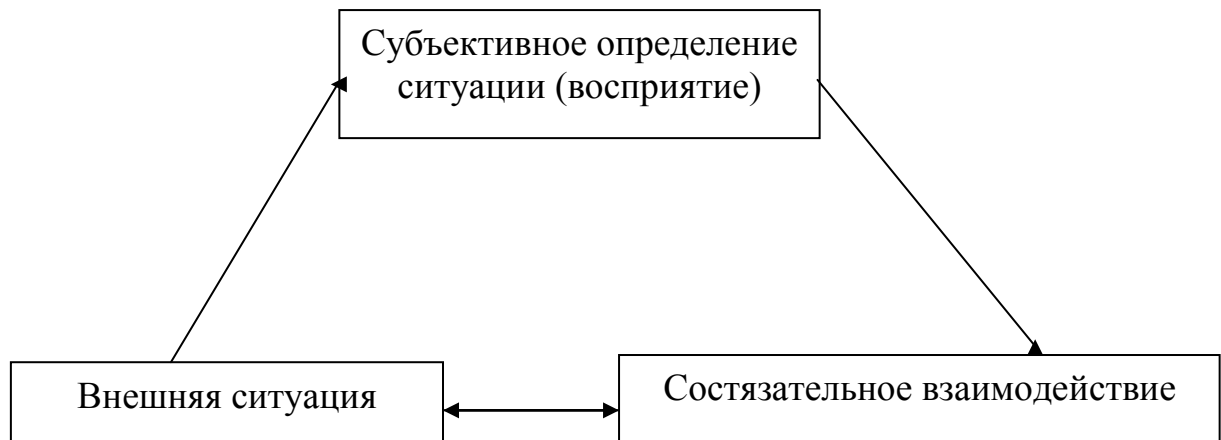 Субъективное определение
ситуации (восприятие)
Внешняя ситуация
Состязательное взаимодействие